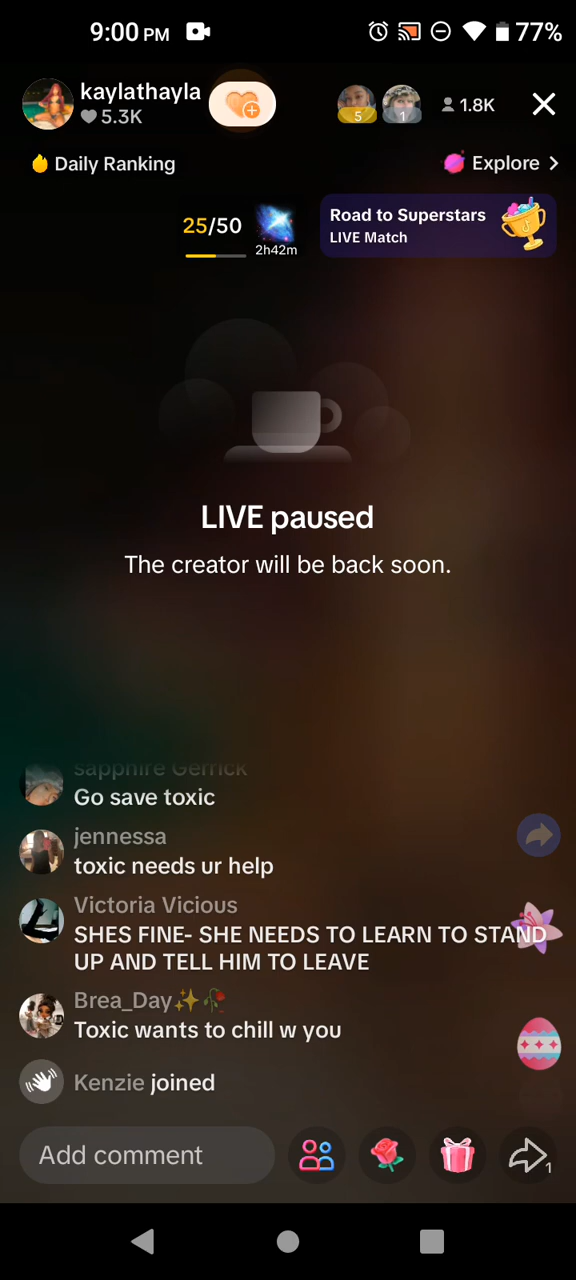 9:00 PM
77%
kaylathayla
5.3K
5
1
1.8K
Daily Ranking
Explore >
25/50
2h42m
Road to Superstars
LIVE Match
LIVE paused
The creator will be back soon.
sapphire Gerrick
Go save toxic
jennessa
toxic needs ur help
Victoria Vicious
SHES FINE- SHE NEEDS TO LEARN TO STAND
UP AND TELL HIM TO LEAVE
Brea_Day✨🥀
Toxic wants to chill w you
Kenzie joined
Add comment
1